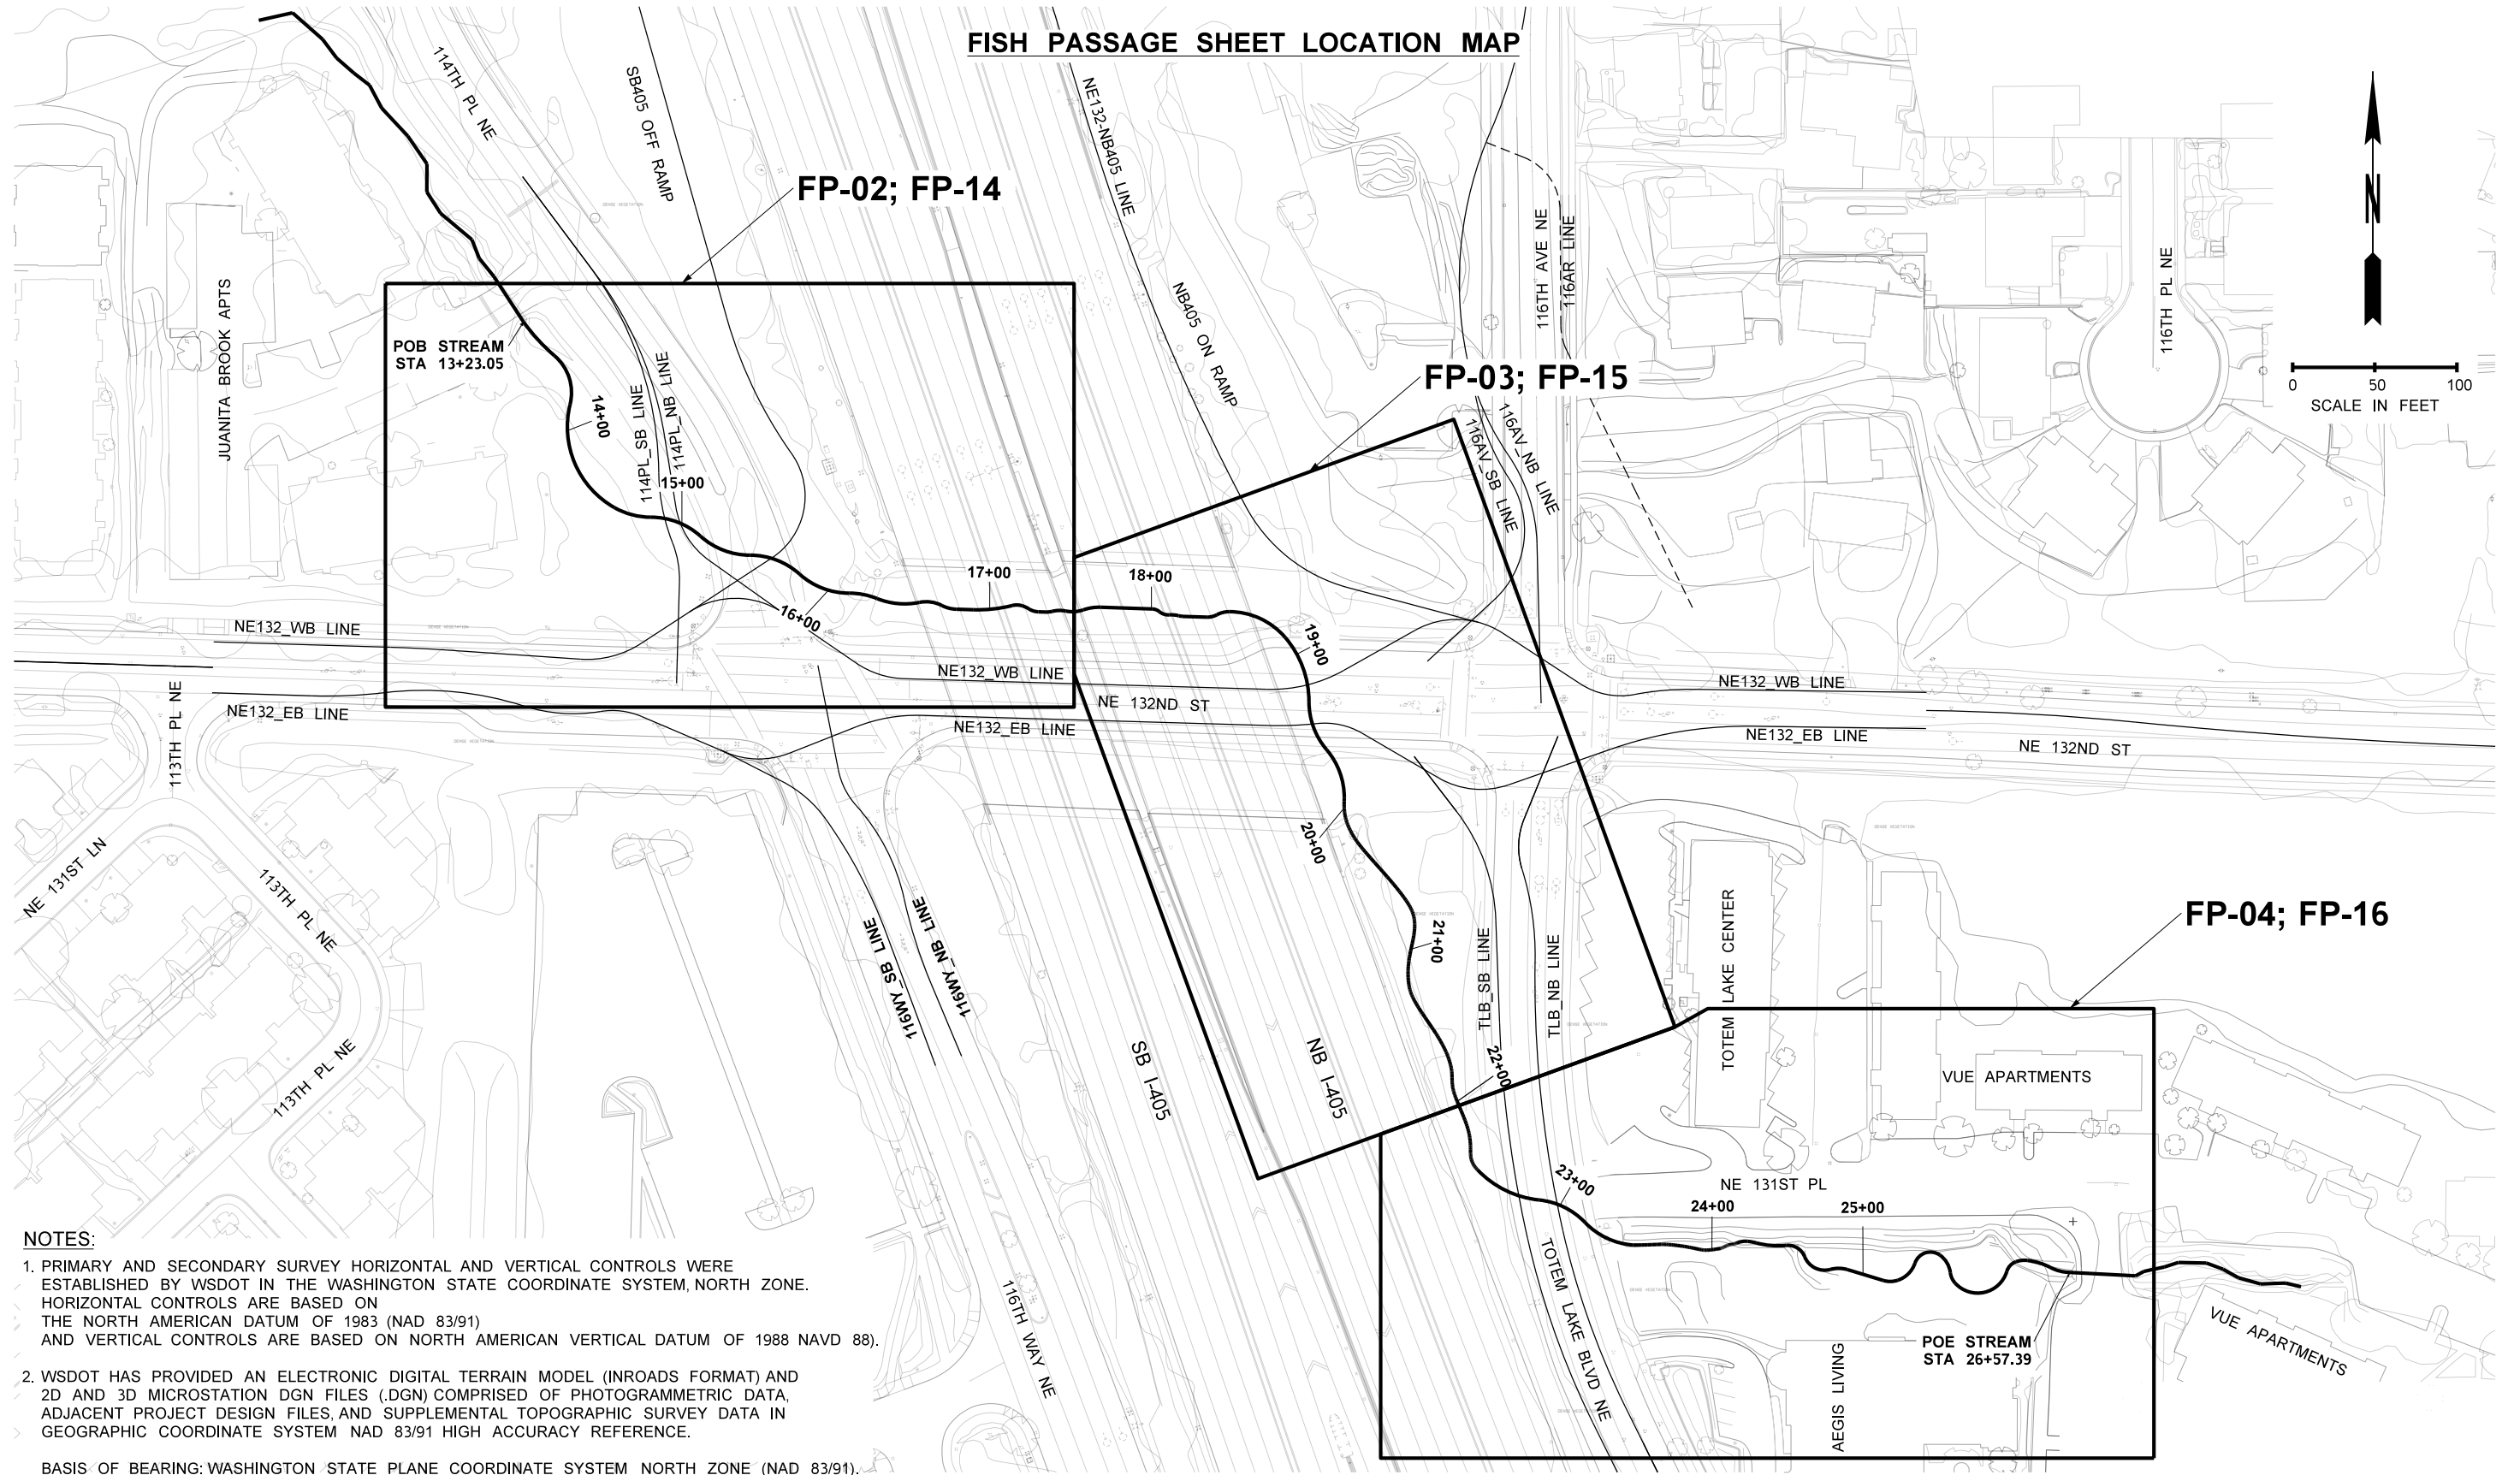 FISH PASSAGE SHEET LOCATION MAP
114TH PL NE
SB405 OFF RAMP
NE132-NB405 LINE
FP-02; FP-14
N
116TH AVE NE
116AR LINE
116TH PL NE
JUANITA BROOK APTS
NB405 ON RAMP
POB STREAM
STA 13+23.05
FP-03; FP-15
0 50 100
SCALE IN FEET
14+00
114PL_SB LINE
114PL_NB LINE
15+00
116AV_SB LINE
116AV_NB LINE
16+00
17+00
18+00
19+00
NE132_WB LINE
NE132_WB LINE
NE132_WB LINE
NE 132ND ST
NE132_EB LINE
NE132_EB LINE
NE132_EB LINE
NE 132ND ST
113TH PL NE
NE 131ST LN
113TH PL NE
113TH PL NE
20+00
21+00
22+00
116WY_SB LINE
116WY_NB LINE
TLB_SB LINE
TLB_NB LINE
TOTEM LAKE CENTER
FP-04; FP-16
SB I-405
NB I-405
VUE APARTMENTS
23+00
NE 131ST PL
24+00
25+00
TOTEM LAKE BLVD NE
116TH WAY NE
AEGIS LIVING
POE STREAM
STA 26+57.39
VUE APARTMENTS
NOTES:
1. PRIMARY AND SECONDARY SURVEY HORIZONTAL AND VERTICAL CONTROLS WERE
ESTABLISHED BY WSDOT IN THE WASHINGTON STATE COORDINATE SYSTEM, NORTH ZONE.
HORIZONTAL CONTROLS ARE BASED ON
THE NORTH AMERICAN DATUM OF 1983 (NAD 83/91)
AND VERTICAL CONTROLS ARE BASED ON NORTH AMERICAN VERTICAL DATUM OF 1988 NAVD 88).
2. WSDOT HAS PROVIDED AN ELECTRONIC DIGITAL TERRAIN MODEL (INROADS FORMAT) AND
2D AND 3D MICROSTATION DGN FILES (.DGN) COMPRISED OF PHOTOGRAMMETRIC DATA,
ADJACENT PROJECT DESIGN FILES, AND SUPPLEMENTAL TOPOGRAPHIC SURVEY DATA IN
GEOGRAPHIC COORDINATE SYSTEM NAD 83/91 HIGH ACCURACY REFERENCE.
BASIS OF BEARING: WASHINGTON STATE PLANE COORDINATE SYSTEM NORTH ZONE (NAD 83/91).